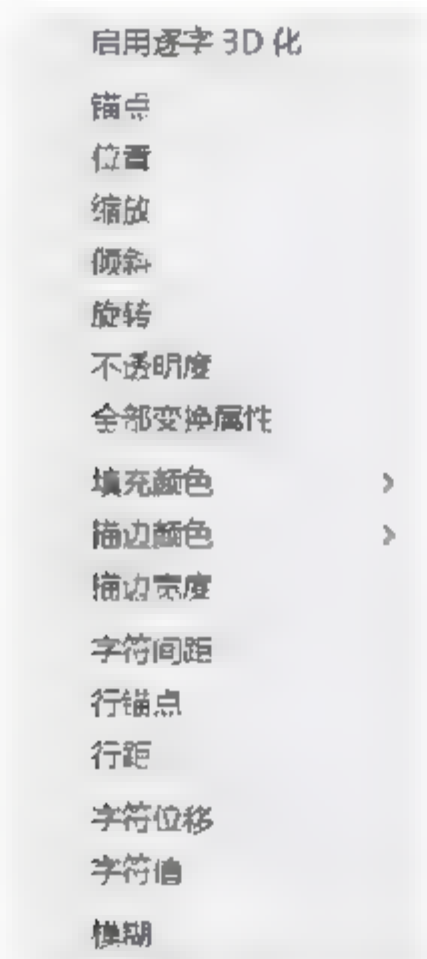 启用逐字 3D 化
锚点
位置
缩放
倾斜
旋转
不透明度
全部变换属性
填充颜色
描边颜色
描边宽度
字符间距
行锚点
行距
字符位移
字符值
模糊